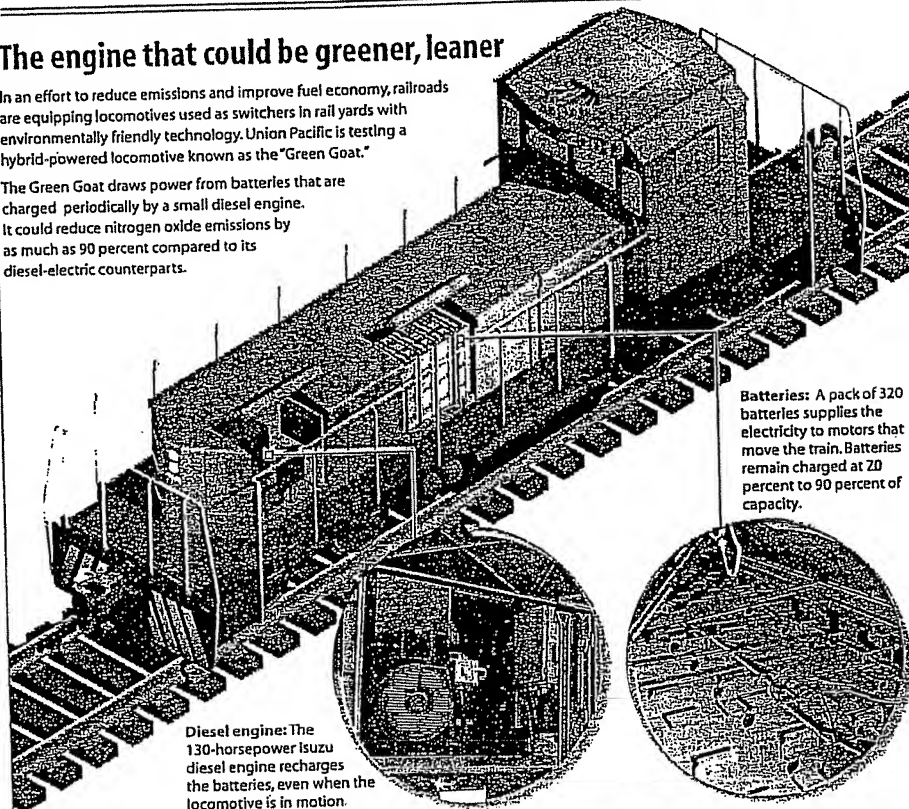 The engine that could be greener, leaner
In an effort to reduce emissions and improve fuel economy, railroads
are equipping locomotives used as switchers in rail yards with
environmentally friendly technology. Union Pacific is testing a
hybrid-powered locomotive known as the "Green Goat."
The Green Goat draws power from batteries that are
charged periodically by a small diesel engine.
It could reduce nitrogen oxide emissions by
as much as 90 percent compared to its
diesel-electric counterparts.
Batteries: A pack of 320
batteries supplies the
electricity to motors that
move the train. Batteries
remain charged at 20
percent to 90 percent of
capacity.
Diesel engine: The
130-horsepower Isuzu
diesel engine recharges
the batteries, even when the
locomotive is in motion.